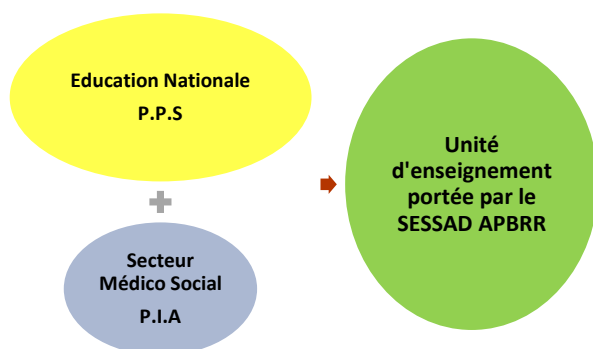 Education Nationale
P.P.S
Secteur
Médico Social
P.I.A
Unité
d'enseignement
portée par le
SESSAD APBRR